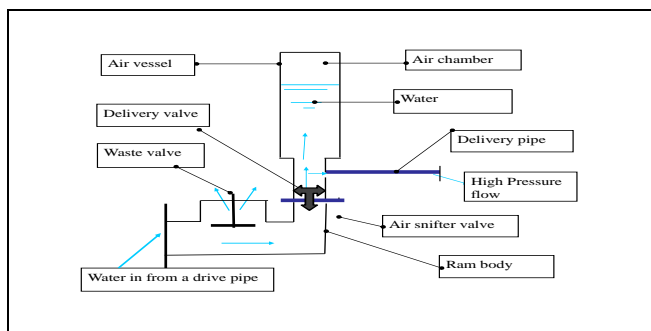 Air vessel
Air chamber
Water
Delivery valve
Delivery pipe
Waste valve
High Pressure
flow
Air snifter valve
Ram body
Water in from a drive pipe